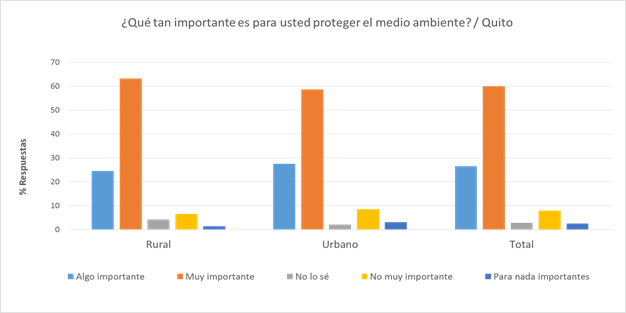 ¿Qué tan importante es para usted proteger el medio ambiente? / Quito
70
60
50
40
30
20
10
0
% Respuestas
Rural Urbano Total
Algo importante Muy importante No lo sé No muy importante Para nada importantes